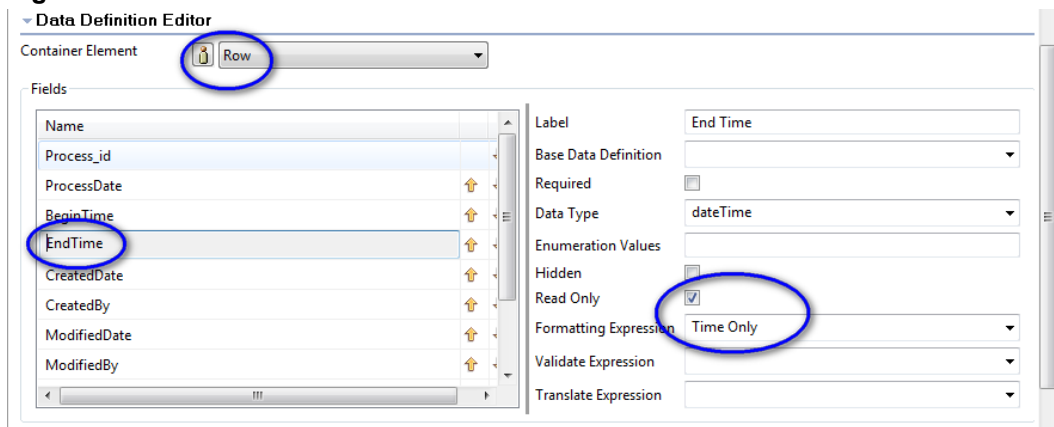 Data Definition Editor
Container Element Row
Fields
Name
Process_id
ProcessDate
BeginTime
EndTime
CreatedDate
CreatedBy
ModifiedDate
ModifiedBy
Label End Time
Base Data Definition
Required
Data Type dateTime
Enumeration Values
Hidden
Read Only
Formatting Expression Time Only
Validate Expression
Translate Expression